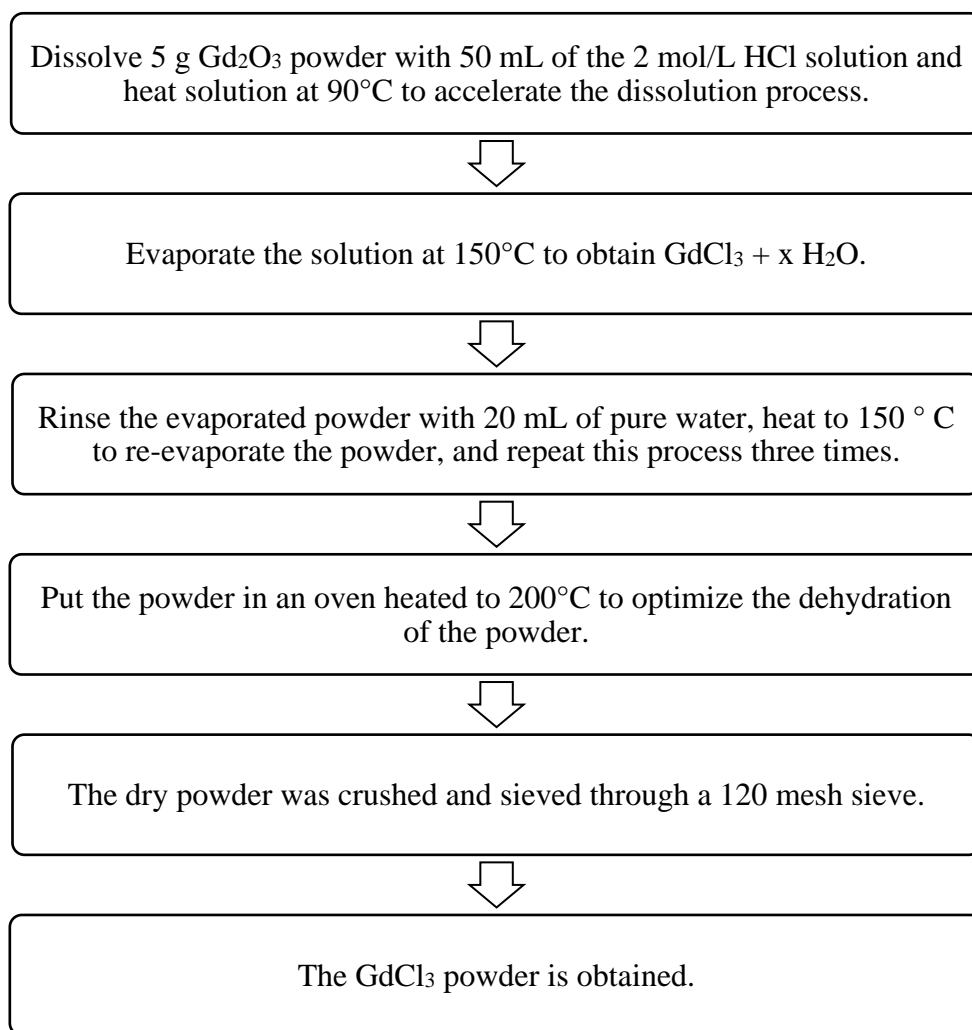 Dissolve 5 g Gd₂O₃ powder with 50 mL of the 2 mol/L HCl solution and
heat solution at 90°C to accelerate the dissolution process.
Evaporate the solution at 150°C to obtain GdCl₃ + x H₂O.
Rinse the evaporated powder with 20 mL of pure water, heat to 150 ° C
to re-evaporate the powder, and repeat this process three times.
Put the powder in an oven heated to 200°C to optimize the dehydration
of the powder.
The dry powder was crushed and sieved through a 120 mesh sieve.
The GdCl₃ powder is obtained.